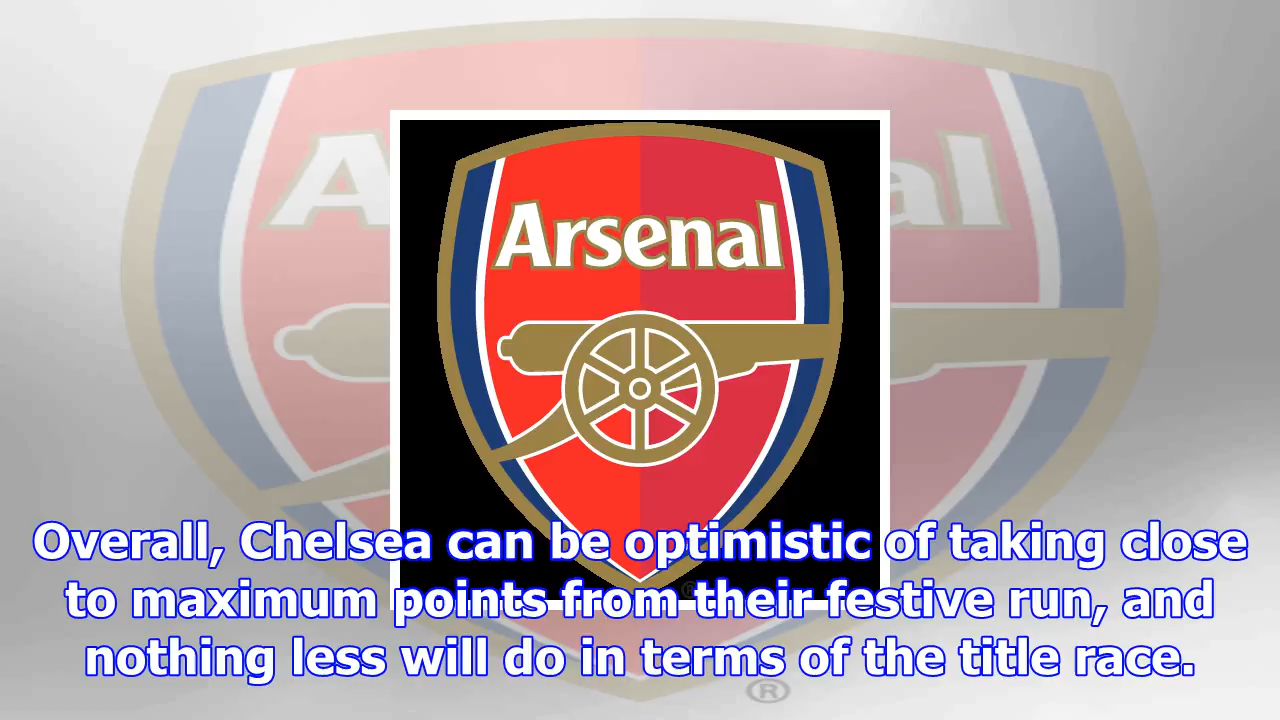 Arsenal
Overall, Chelsea can be optimistic of taking close
to maximum points from their festive run, and
nothing less will do in terms of the title race.
®